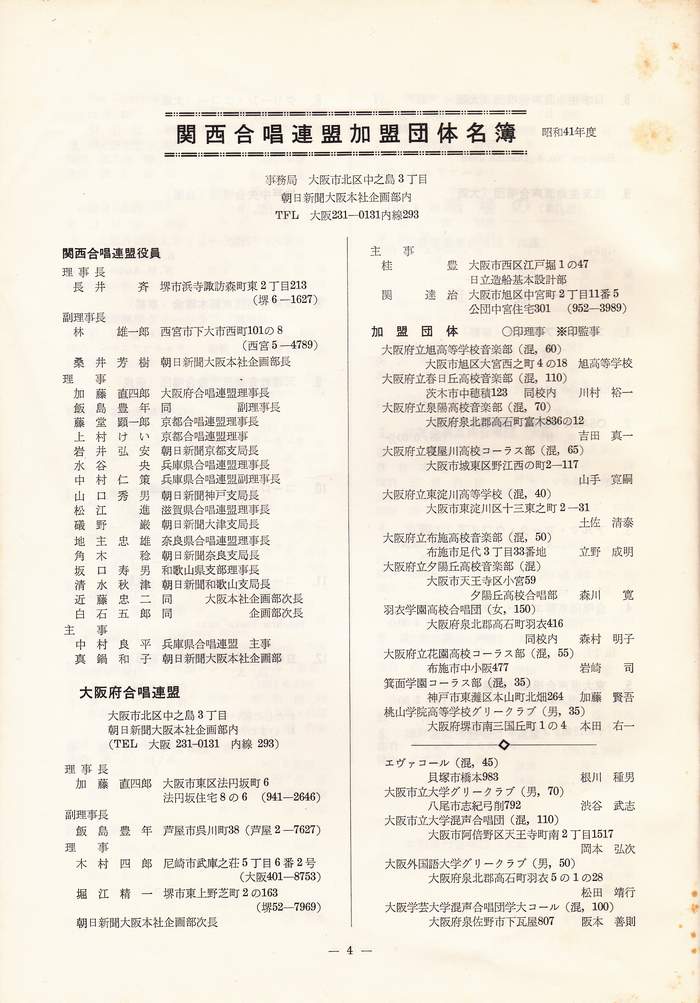 関西合唱連盟加盟団体名簿 昭和41年度
事務局 大阪市北区中之島3丁目
朝日新聞大阪本社企画部内
TFL 大阪231—0131内線293
関西合唱連盟役員
理事長
長井 斉 堺市浜寺諏訪森町東2丁目213
(堺6—1627)
副理事長
林 雄一郎 西宮市下大市西町101の8
(西宮5—4789)
桑井芳樹 朝日新聞大阪本社企画部長
理事
加藤直四郎 大阪府合唱連盟理事長
飯島豊年 同 副理事長
藤堂顕一郎 京都合唱連盟理事長
上村けい 京都合唱連盟理事
岩井弘安 朝日新聞京都支局長
水谷 央 兵庫県合唱連盟理事長
中村仁策 兵庫県合唱連盟副理事長
山口秀男 朝日新聞神戸支局長
松江 進 滋賀県合唱連盟理事長
磯野 巌 朝日新聞大津支局長
地主忠雄 奈良県合唱連盟理事長
角木 稔 朝日新聞奈良支局長
坂口寿男 和歌山県支部理事長
清水秋津 朝日新聞和歌山支局長
近藤忠二 同 大阪本社企画部次長
白石五郎 同 企画部次長
主事
中村良平 兵庫県合唱連盟 主事
真鍋和子 朝日新聞大阪本社企画部
大阪府合唱連盟
大阪市北区中之島3丁目
朝日新聞大阪本社企画部内
(TEL 大阪 231–0131 内線 293)
理事長
加藤直四郎 大阪市東区法円坂町6
法円坂住宅8の6 (941—2646)
副理事長
飯島豊年 芦屋市呉川町38(芦屋2—7627)
理事
木村四郎 尼崎市武庫之荘5丁目6番2号
(大阪401—8753)
堀江精一 堺市東上野芝町2の163
(堺52—7969)
朝日新聞大阪本社企画部次長
主事
桂 豊 大阪市西区江戸堀1の47
日立造船基本設計部
関 達治 大阪市旭区中宮町2丁目11番5
公団中宮住宅301 (952—3989)
加盟団体 ○印理事 ※印監事
大阪府立旭高等学校音楽部(混,60)
大阪市旭区大宮西之町4の18 旭高等学校
大阪府立春日丘高校音楽部(混,110)
茨木市中穂積123 同校内 川村 裕一
大阪府立泉陽高校音楽部(混,70)
大阪府泉北郡高石町富木836の12
吉田 真一
大阪府立寝屋川高校コーラス部(混,65)
大阪市城東区野江西の町2—117
山手 寛嗣
大阪府立東淀川高等学校(混,40)
大阪市東淀川区十三東之町2—31
土佐 清泰
大阪府立布施高校音楽部(混,50)
布施市足代3丁目33番地 立野 成明
大阪府立夕陽丘高校音楽部(混)
大阪市天王寺区小宮59
夕陽丘高校合唱部 森川 寛
羽衣学園高校合唱団(女,150)
大阪府泉北郡高石町羽衣416
同校内 森村 明子
大阪府立花園高校コーラス部(混,55)
布施市中小阪477 岩崎 司
箕面学園コーラス部(混,35)
神戸市東灘区本山町北畑264 加藤 賢吾
桃山学院高等学校グリークラブ(男,35)
大阪府堺市南三国丘町1の4 本田 右一
エヴァコール(混,45)
貝塚市橋本983 根川 種男
大阪市立大学グリークラブ(男,70)
八尾市志紀弓削792 渋谷 武志
大阪市立大学混声合唱団(混,110)
大阪市阿倍野区天王寺町南2丁目1517
岡本 弘次
大阪外国語大学グリークラブ(男,50)
大阪府泉北郡高石町羽衣5の1の28
松田 靖行
大阪学芸大学混声合唱団学大コール(混,100)
大阪府泉佐野市下瓦屋807 阪本 善則
— 4 —